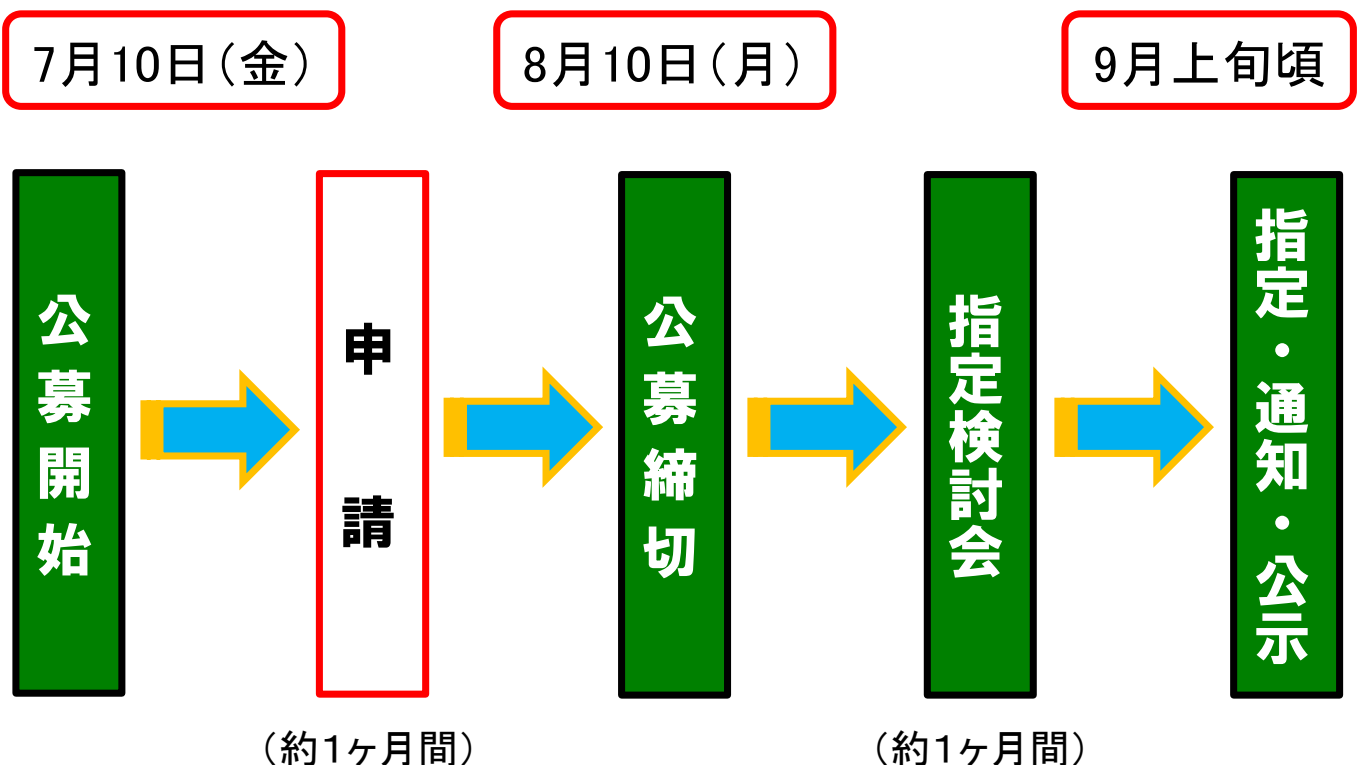 7月10日(金)
8月10日(月)
9月上旬頃
公募開始
申請
公募締切
指定検討会
指定・通知・公示
(約1ヶ月間)
(約1ヶ月間)